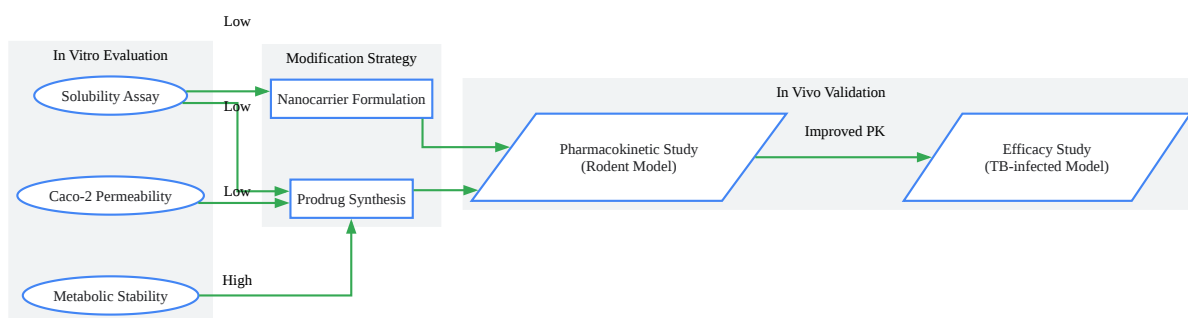 Low
In Vitro Evaluation
Modification Strategy
Solubility Assay
Nanocarrier Formulation
Low
In Vivo Validation
Improved PK
Pharmacokinetic Study
(Rodent Model)
Efficacy Study
(TB-infected Model)
Caco-2 Permeability
Low
Prodrug Synthesis
High
Metabolic Stability